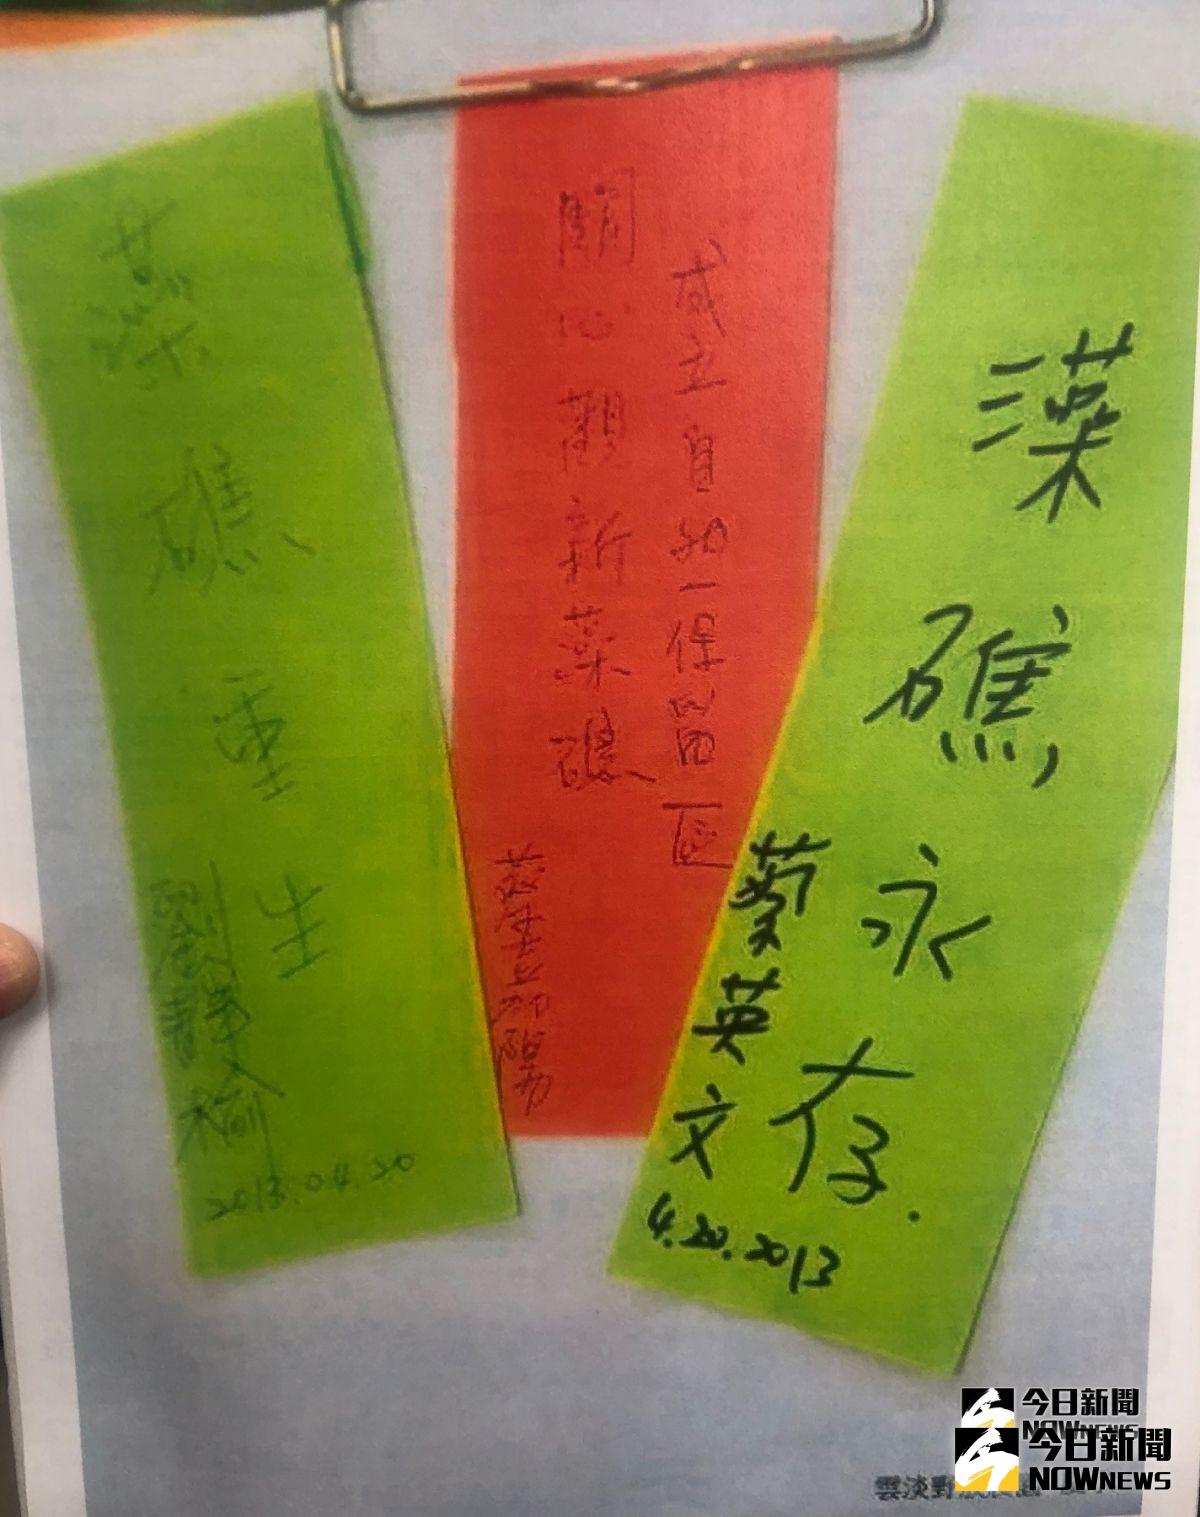 藻礁永存.
蔡英文
4.20.2013
成立自然保留區
關心觀新藻礁
藻礁重生
劉靜榆
2013.04.20
今日新聞
NOWnews
今日新聞
NOWnews